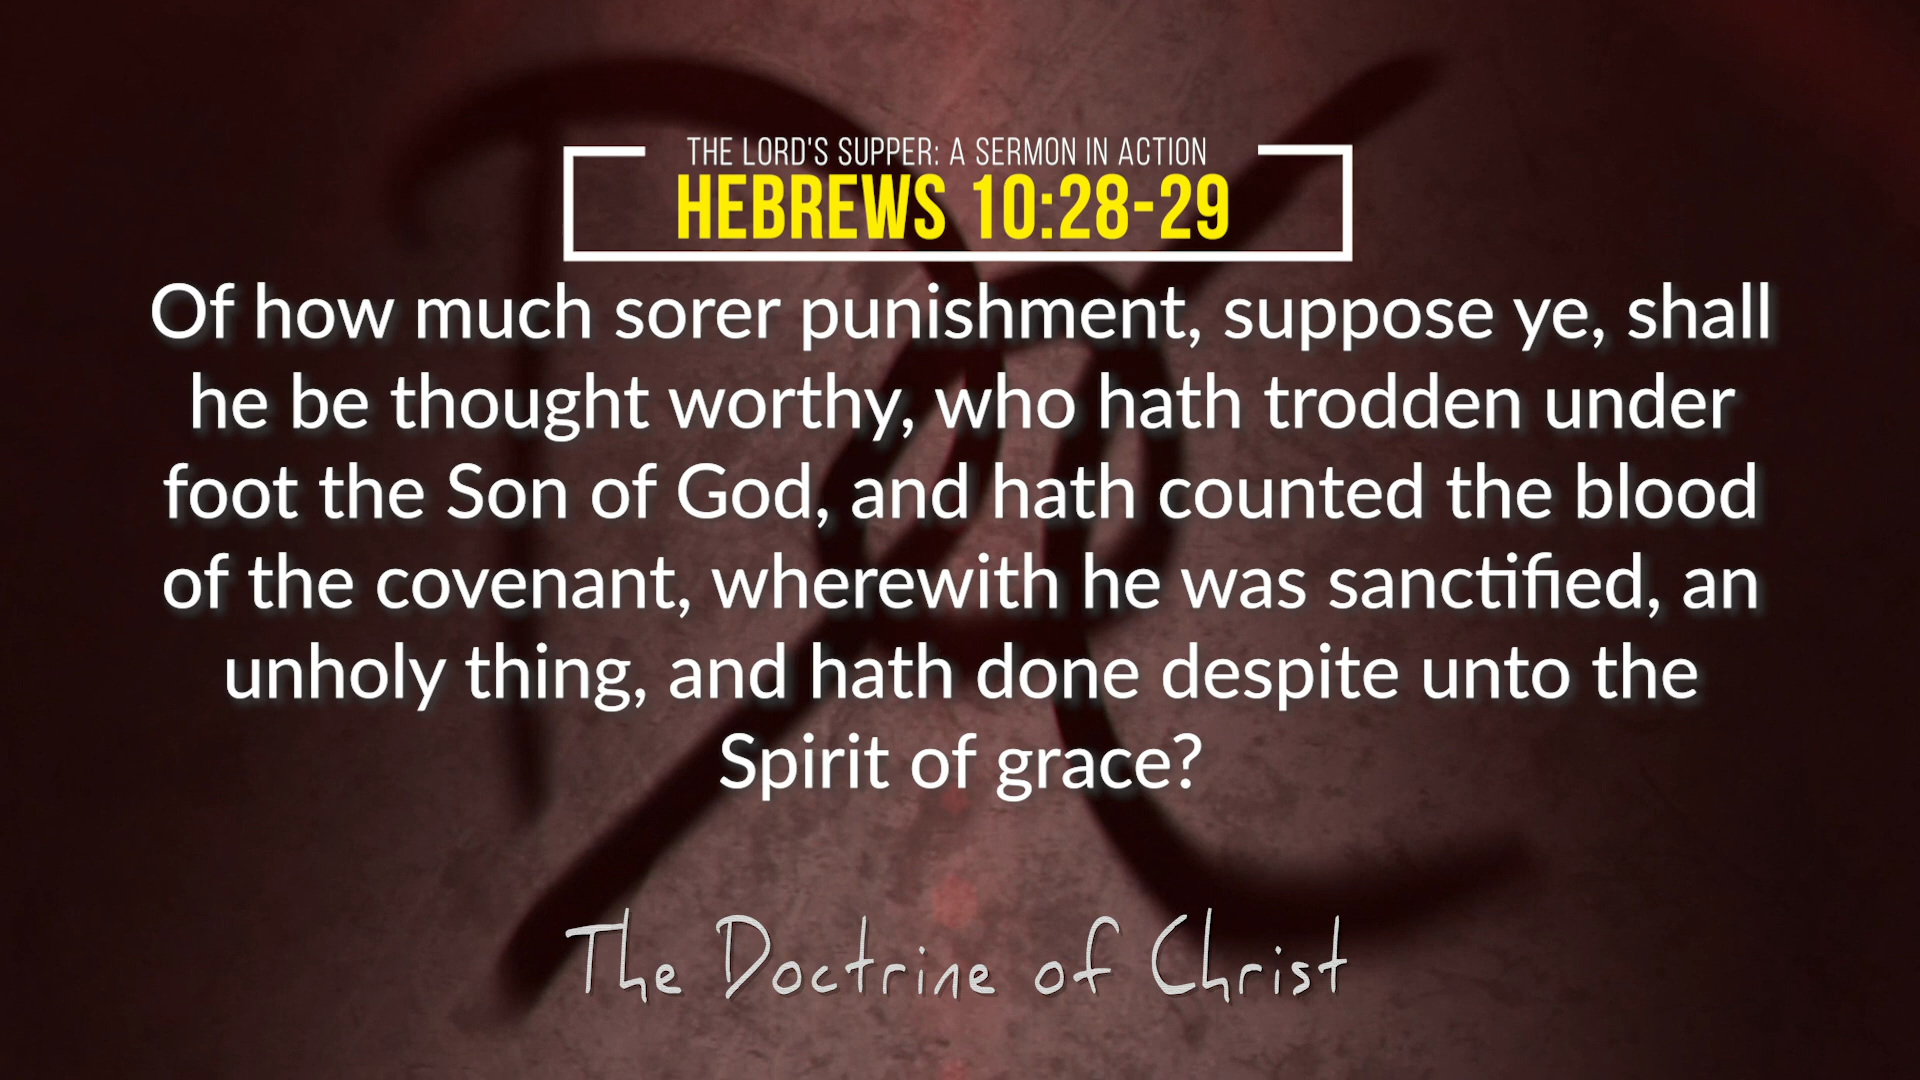 THE LORD'S SUPPER: A SERMON IN ACTION
HEBREWS 10:28-29
Of how much sorer punishment, suppose ye, shall
he be thought worthy, who hath trodden under
foot the Son of God, and hath counted the blood
of the covenant, wherewith he was sanctified, an
unholy thing, and hath done despite unto the
Spirit of grace?
The Doctrine of Christ